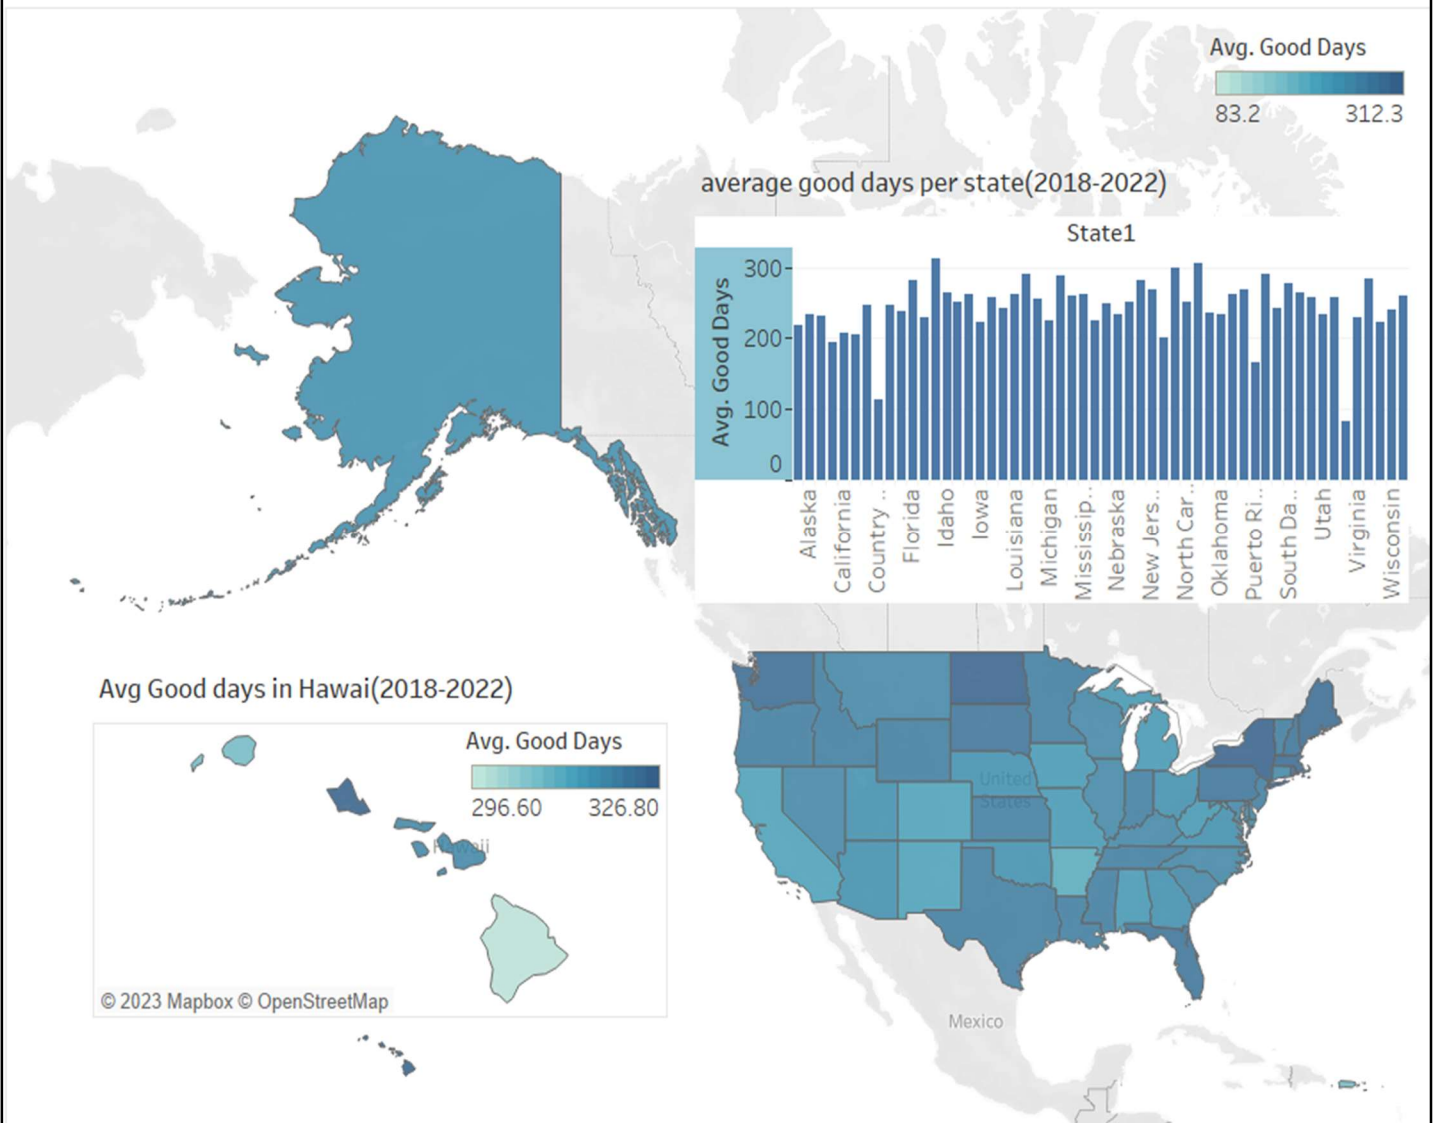 Avg. Good Days
83.2 312.3
average good days per state(2018-2022)
State1
Avg. Good Days
300
200
100
0
Alaska
California
Country ..
Florida
Idaho
Iowa
Louisiana
Michigan
Mississip..
Nebraska
New Jers..
North Car..
Oklahoma
Puerto Ri..
South Da..
Utah
Virginia
Wisconsin
Avg Good days in Hawai(2018-2022)
Avg. Good Days
296.60 326.80
Hawaii
© 2023 Mapbox © OpenStreetMap
United
States
Mexico